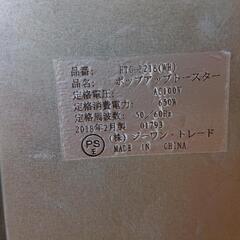 品番:
品名: ポップアップトースター
定格電圧: AC100V
定格消費電力: 650W
定格周波数: 50/60Hz
2018年2月製 01793
PS
E
(株) ジーワン・トレード
MADE IN CHINA